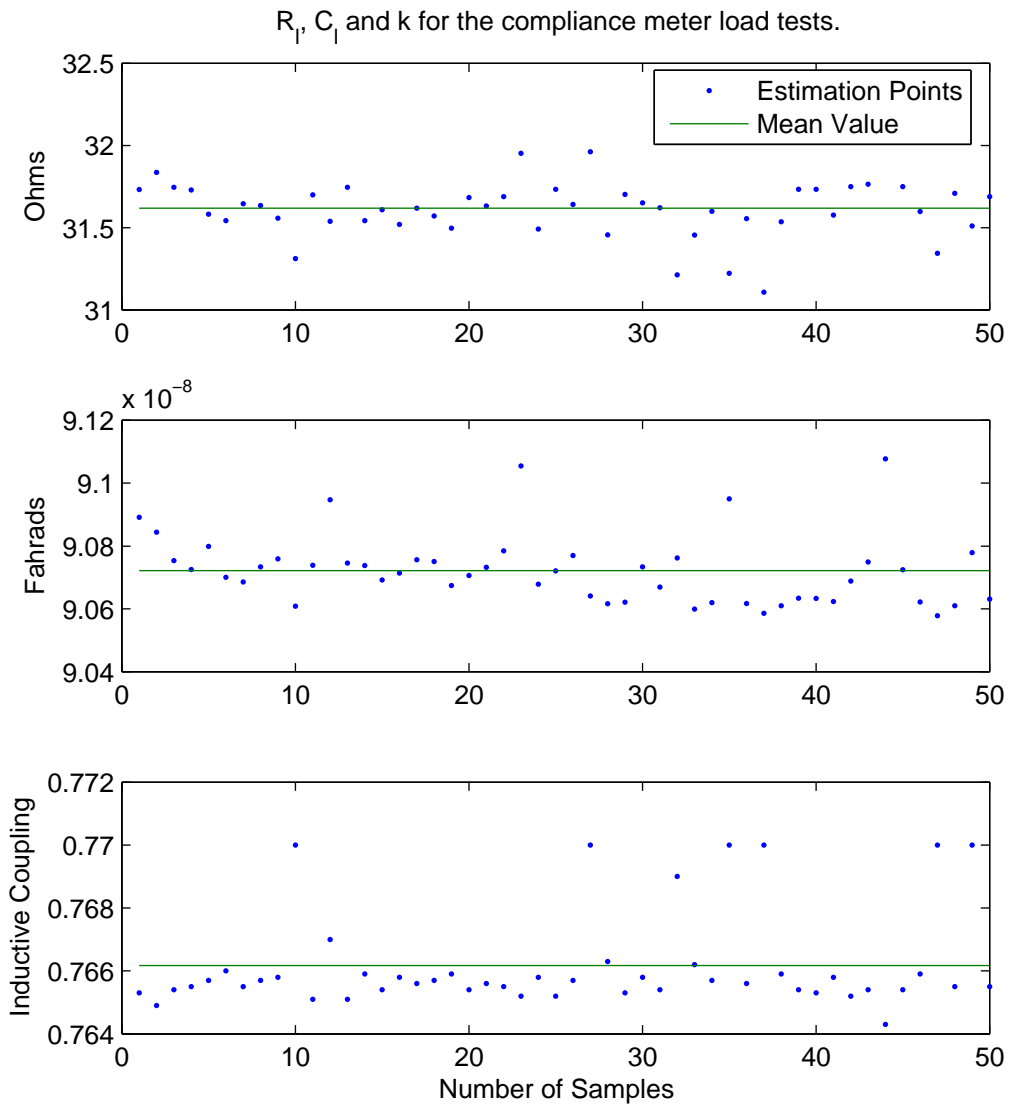 R_l, C_l and k for the compliance meter load tests.
32.5
32
31.5
31
Ohms
Estimation Points
Mean Value
0 10 20 30 40 50
x 10^−8
9.12
9.1
9.08
9.06
9.04
Fahrads
0 10 20 30 40 50
0.772
0.77
0.768
0.766
0.764
Inductive Coupling
0 10 20 30 40 50
Number of Samples